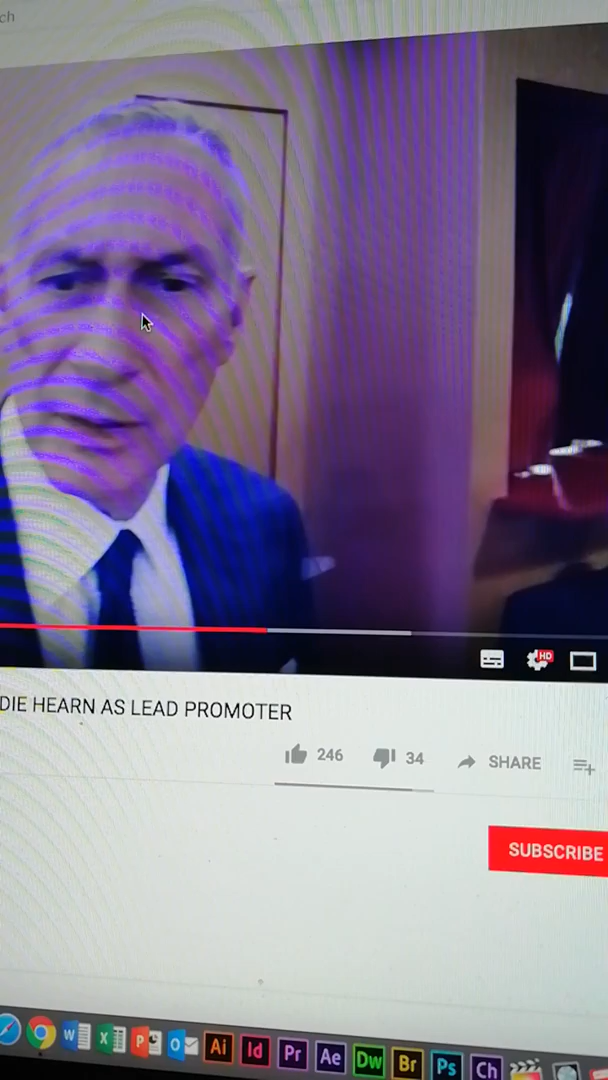 ch
HD
DIE HEARN AS LEAD PROMOTER
246 34 SHARE
SUBSCRIBE
W X P O Ai Id Pr Ae Dw Br Ps Ch